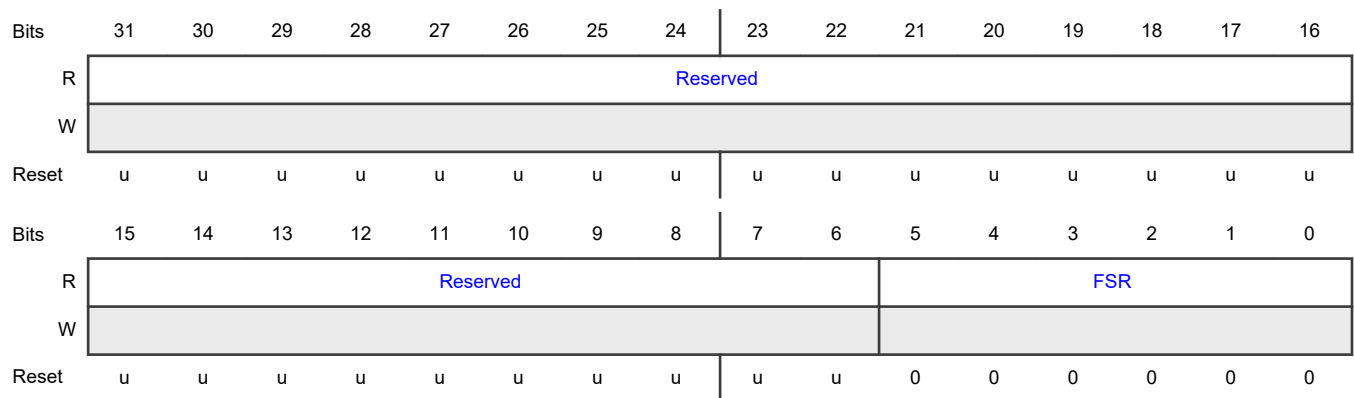 Bits 31 30 29 28 27 26 25 24 23 22 21 20 19 18 17 16
R Reserved
W
Reset u u u u u u u u u u u u u u u u
Bits 15 14 13 12 11 10 9 8 7 6 5 4 3 2 1 0
R Reserved FSR
W
Reset u u u u u u u u u u 0 0 0 0 0 0